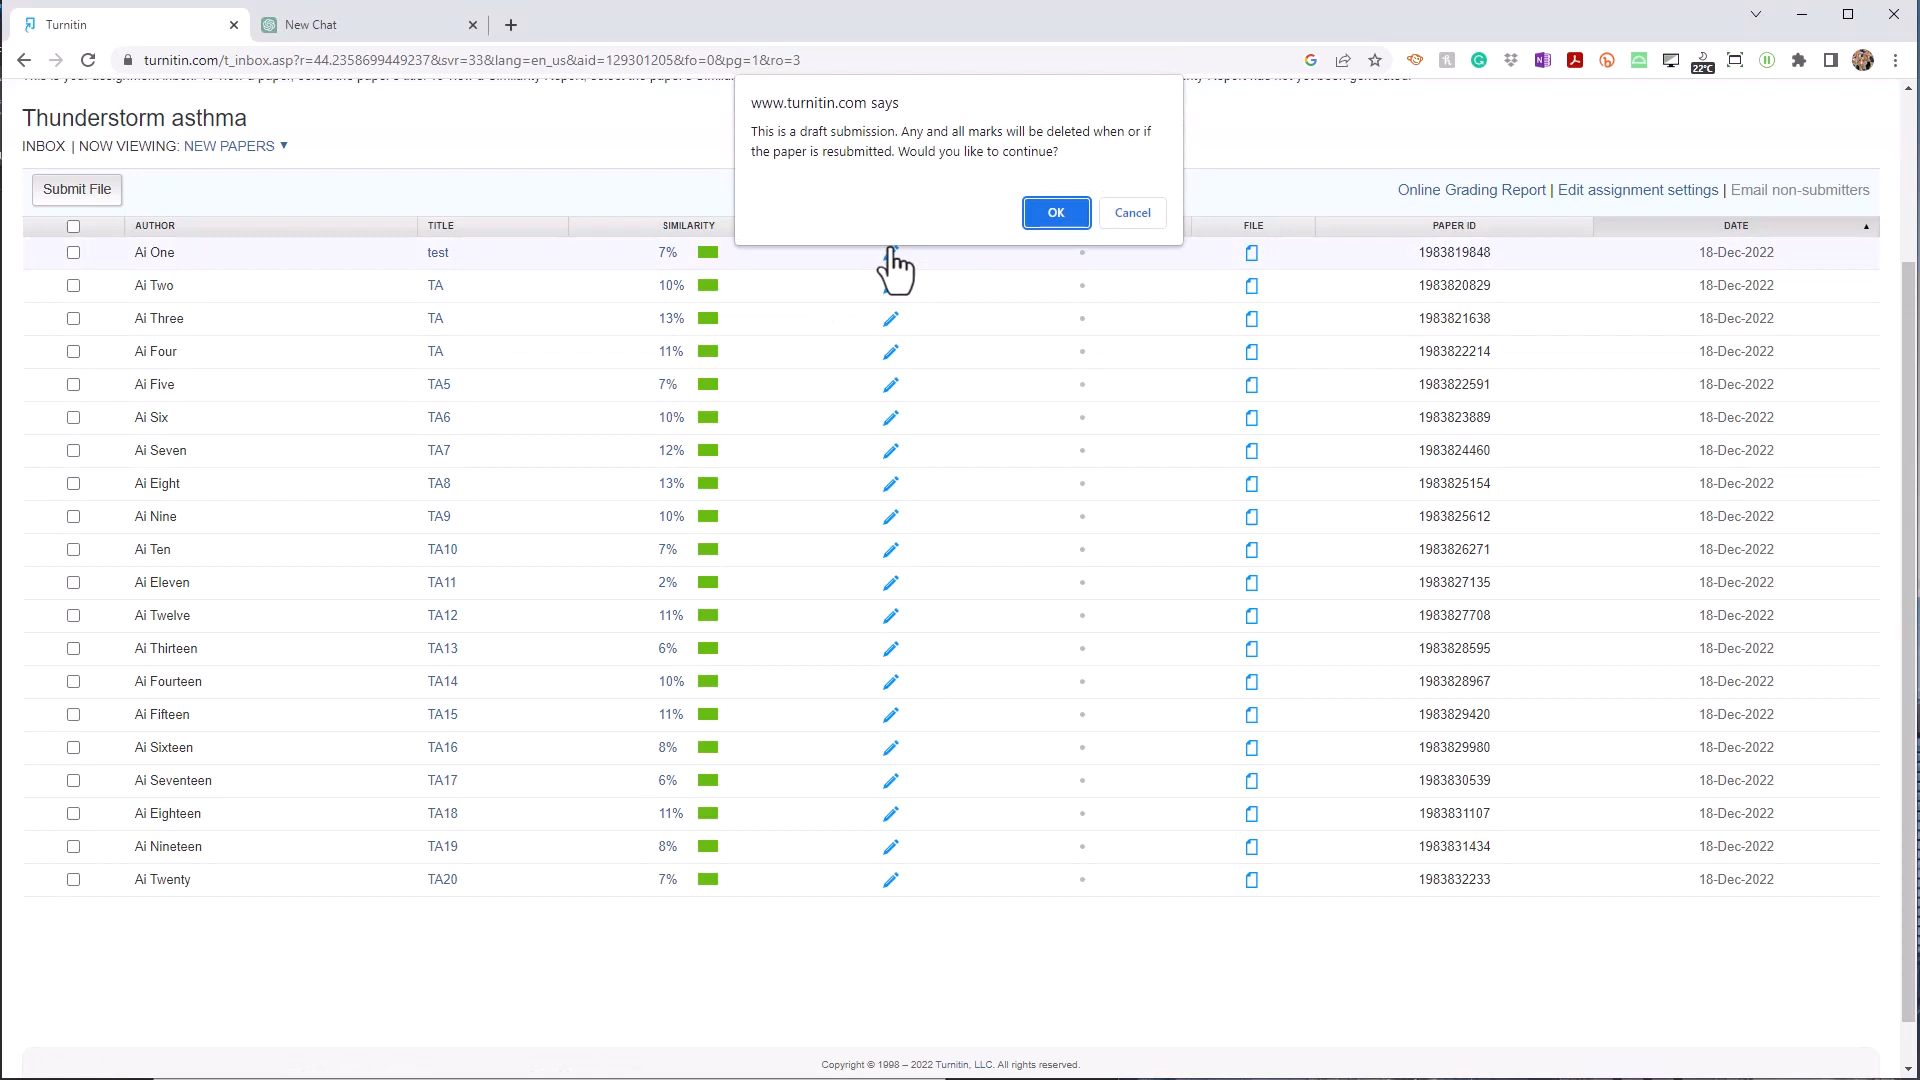 Turnitin
New Chat
turnitin.com/t_inbox.asp?r=44.2358699449237&svr=33&lang=en_us&aid=129301205&fo=0&pg=1&ro=3
22°C
www.turnitin.com says
This is a draft submission. Any and all marks will be deleted when or if
the paper is resubmitted. Would you like to continue?
OK Cancel
Thunderstorm asthma
INBOX | NOW VIEWING: NEW PAPERS ▼
Submit File
Online Grading Report | Edit assignment settings | Email non-submitters
AUTHOR TITLE SIMILARITY FILE PAPER ID DATE
Ai One test 7% 1983819848 18-Dec-2022
Ai Two TA 10% 1983820829 18-Dec-2022
Ai Three TA 13% 1983821638 18-Dec-2022
Ai Four TA 11% 1983822214 18-Dec-2022
Ai Five TA5 7% 1983822591 18-Dec-2022
Ai Six TA6 10% 1983823889 18-Dec-2022
Ai Seven TA7 12% 1983824460 18-Dec-2022
Ai Eight TA8 13% 1983825154 18-Dec-2022
Ai Nine TA9 10% 1983825612 18-Dec-2022
Ai Ten TA10 7% 1983826271 18-Dec-2022
Ai Eleven TA11 2% 1983827135 18-Dec-2022
Ai Twelve TA12 11% 1983827708 18-Dec-2022
Ai Thirteen TA13 6% 1983828595 18-Dec-2022
Ai Fourteen TA14 10% 1983828967 18-Dec-2022
Ai Fifteen TA15 11% 1983829420 18-Dec-2022
Ai Sixteen TA16 8% 1983829980 18-Dec-2022
Ai Seventeen TA17 6% 1983830539 18-Dec-2022
Ai Eighteen TA18 11% 1983831107 18-Dec-2022
Ai Nineteen TA19 8% 1983831434 18-Dec-2022
Ai Twenty TA20 7% 1983832233 18-Dec-2022
Copyright © 1998 – 2022 Turnitin, LLC. All rights reserved.